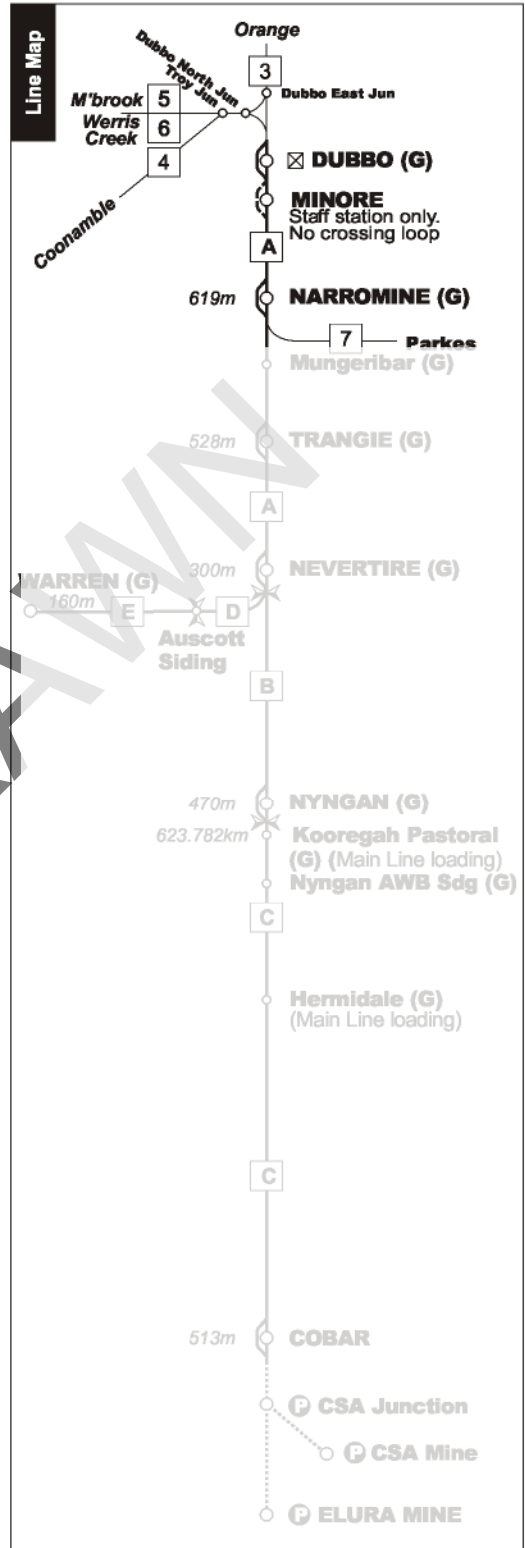 Line Map
Orange
3
Dubbo North Jun
Troy Jun
Dubbo East Jun
M'brook
5
Werris
Creek
6
4
Coonamble
DUBBO (G)
MINORE
Staff station only.
No crossing loop
A
619m
NARROMINE (G)
7
Parkes
Mungeribar (G)
528m
TRANGIE (G)
A
300m
NEVERTIRE (G)
WARREN (G)
160m
E
D
Auscott
Siding
B
470m
NYNGAN (G)
623.782km
Kooregah Pastoral
(G) (Main Line loading)
Nyngan AWB Sdg (G)
C
Hermidale (G)
(Main Line loading)
C
513m
COBAR
P CSA Junction
P CSA Mine
P ELURA MINE
AWN